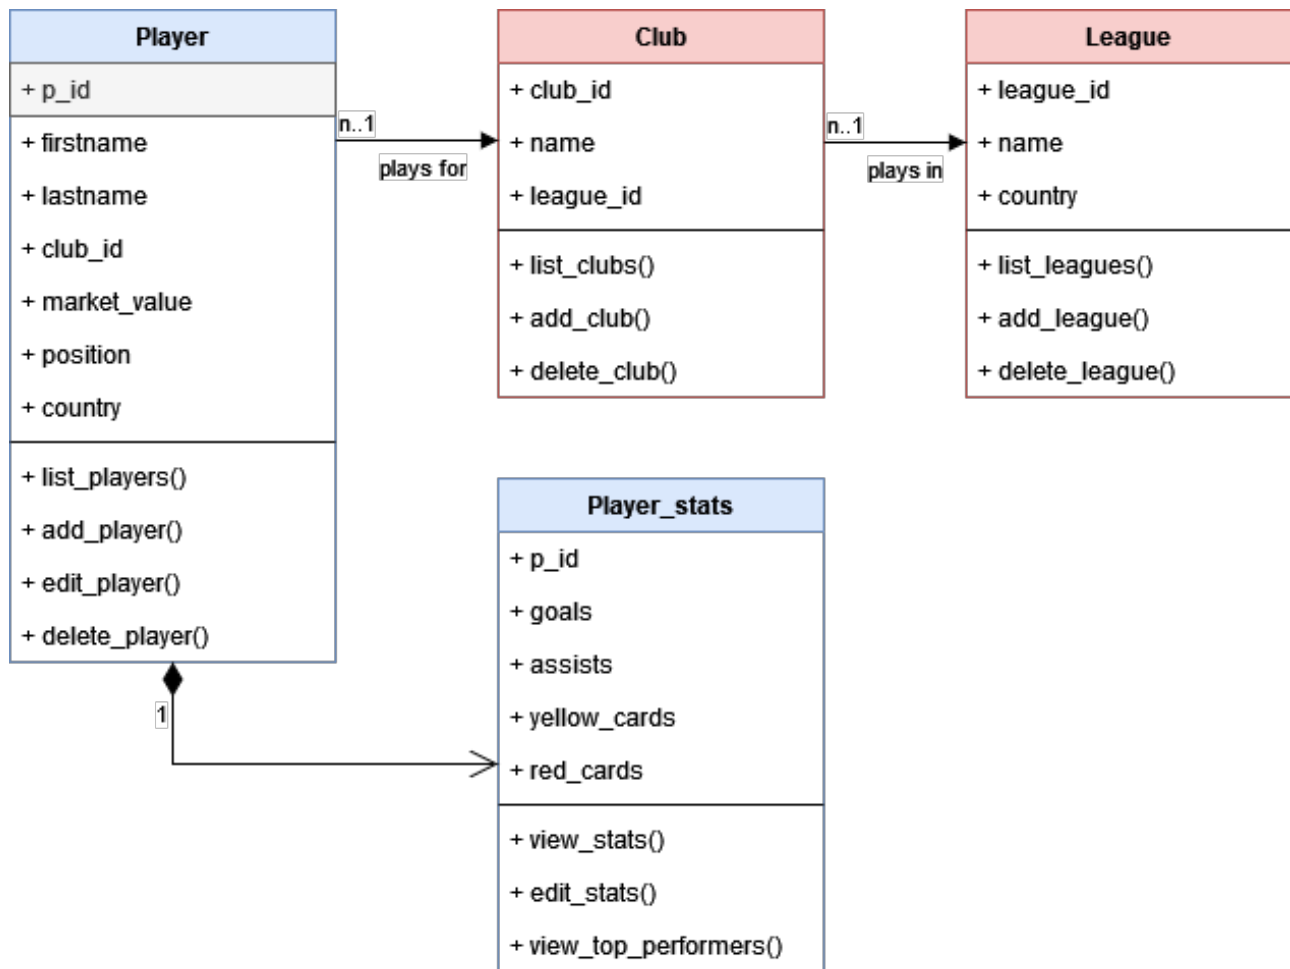 Player
+ p_id
+ firstname
+ lastname
+ club_id
+ market_value
+ position
+ country
+ list_players()
+ add_player()
+ edit_player()
+ delete_player()
n..1
plays for
Club
+ club_id
+ name
+ league_id
+ list_clubs()
+ add_club()
+ delete_club()
n..1
plays in
League
+ league_id
+ name
+ country
+ list_leagues()
+ add_league()
+ delete_league()
1
Player_stats
+ p_id
+ goals
+ assists
+ yellow_cards
+ red_cards
+ view_stats()
+ edit_stats()
+ view_top_performers()